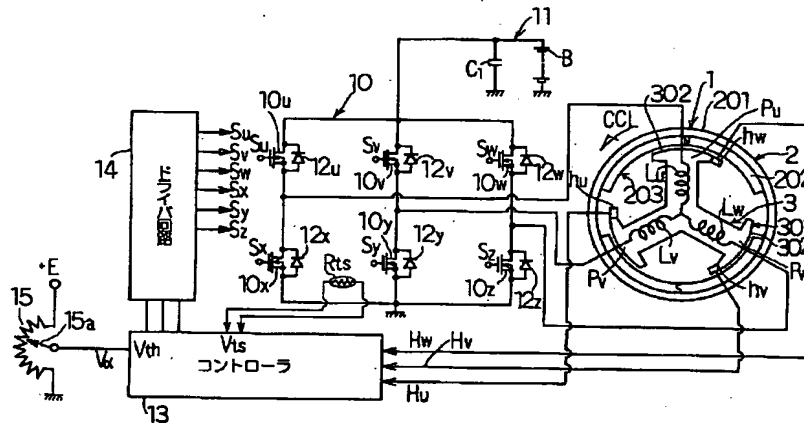 11
10
C1
B
1
201
302
Pu
hw
2
CCL
10u
Su
Su
Sv
Sw
Sx
Sy
Sz
14
ドライバ回路
12u
Sv
10v
12v
Sw
10w
12w
203
Lu
202
hu
Lw
3
301
302
Sx
10x
12x
10y
Sy
12y
Sz
10z
12z
Lv
Pv
hv
Rts
+E
15
15a
Vα
Vth
Vts
コントローラ
13
Hw
Hv
Hu